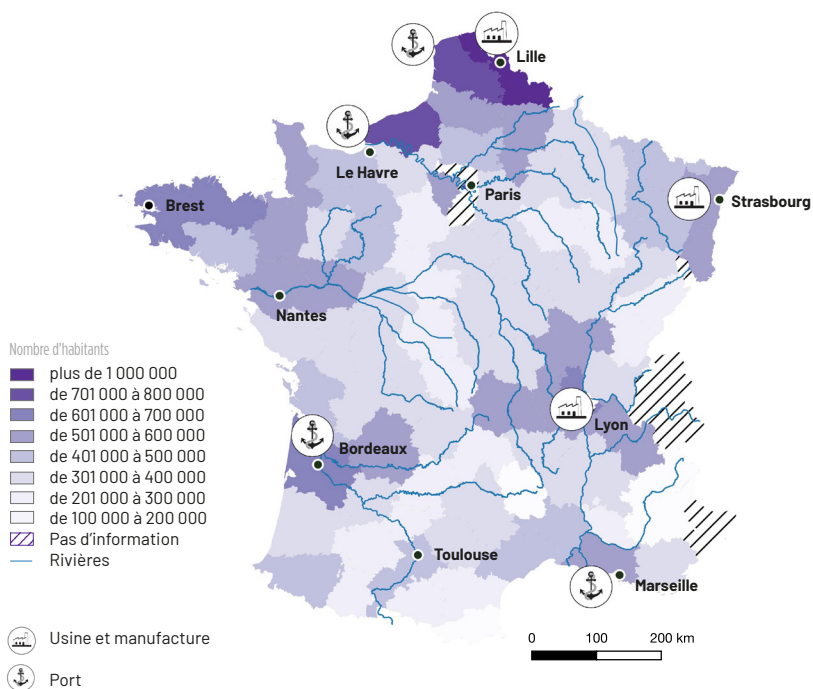 Lille
Le Havre
Paris
Brest
Strasbourg
Nantes
Nombre d'habitants
plus de 1 000 000
de 701 000 à 800 000
de 601 000 à 700 000
de 501 000 à 600 000
de 401 000 à 500 000
de 301 000 à 400 000
de 201 000 à 300 000
de 100 000 à 200 000
Pas d'information
Rivières
Lyon
Bordeaux
Toulouse
Marseille
Usine et manufacture
Port
0 100 200 km